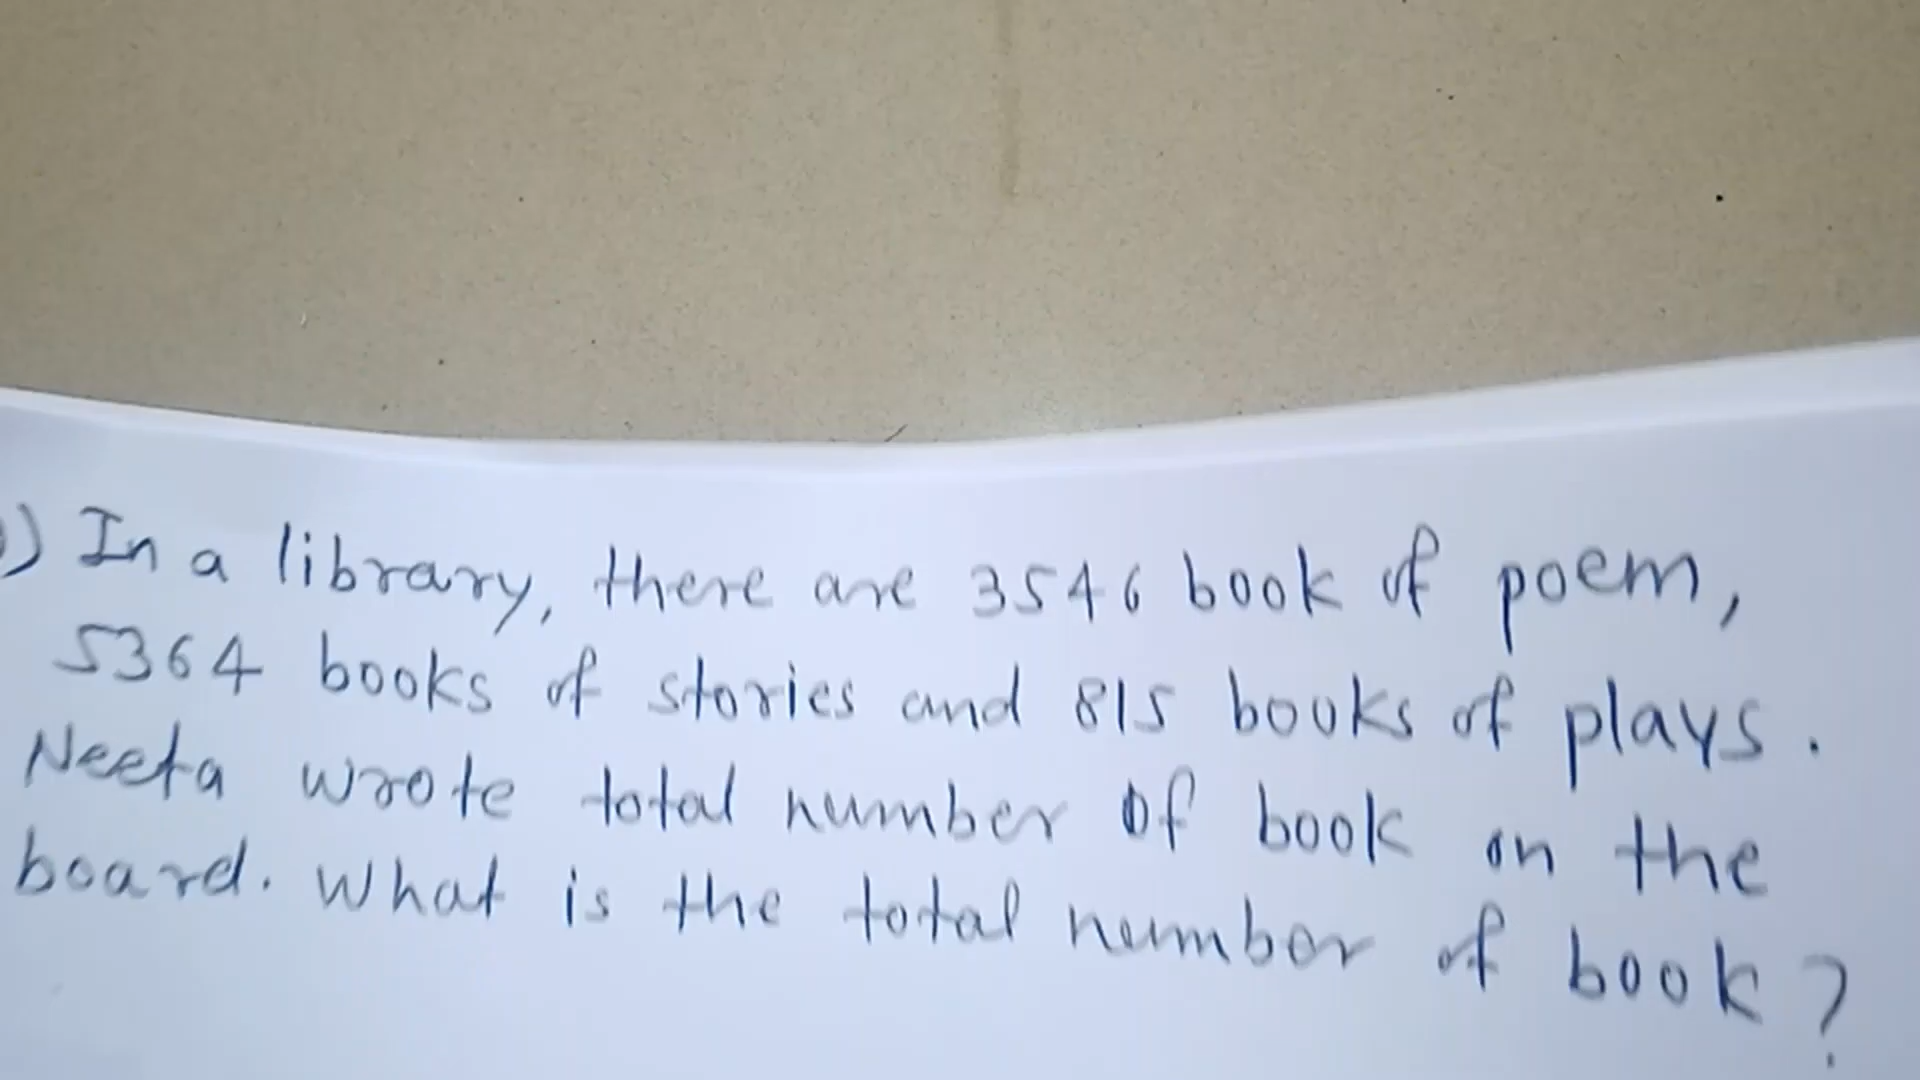 ) In a library, there are 3546 book of poem,
5364 books of stories and 815 books of plays.
Neeta wrote total number of book on the
board. What is the total number of book?